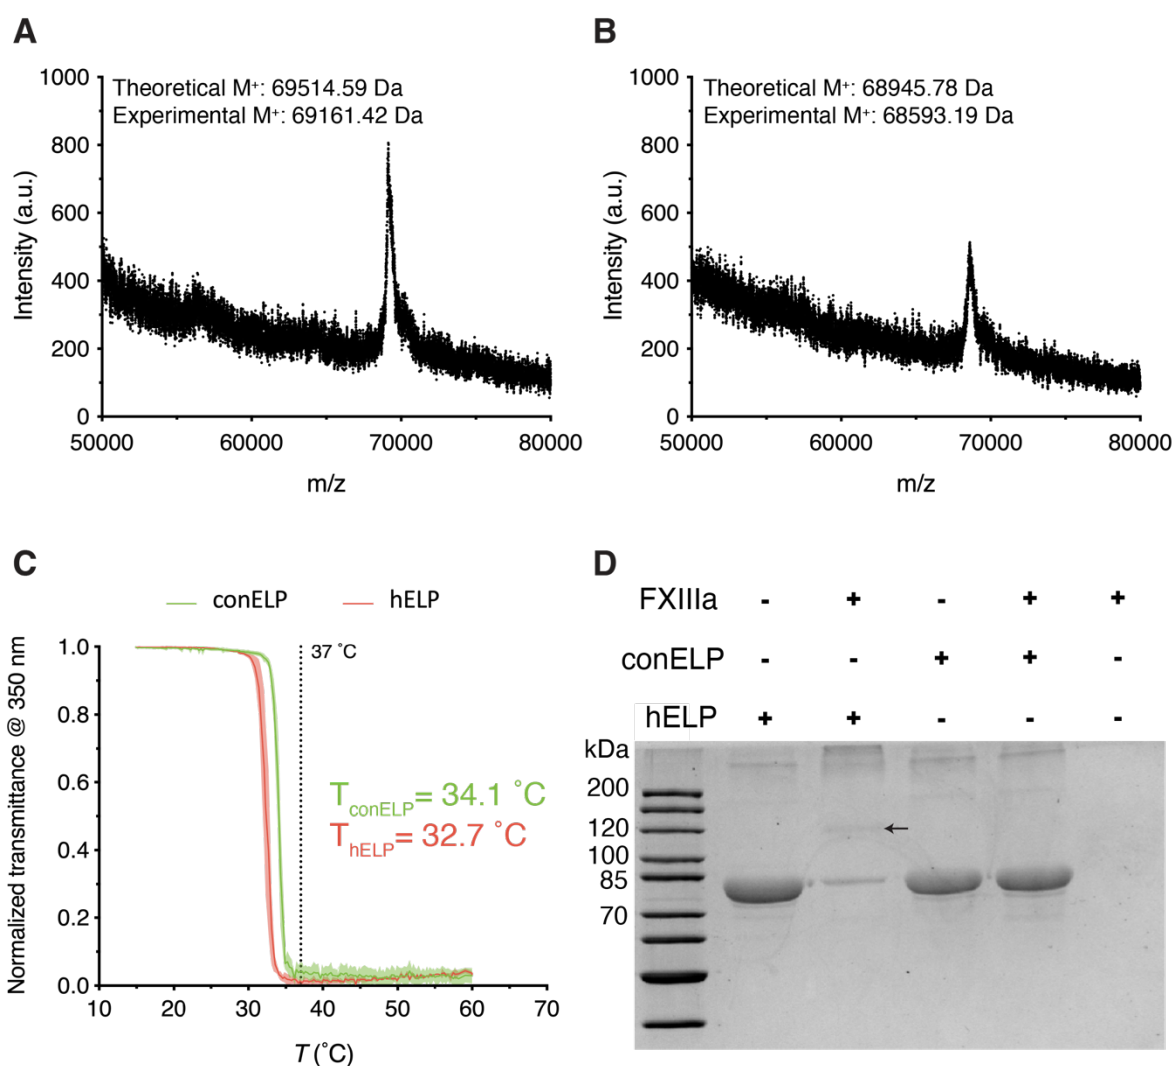 A
1000
Theoretical M⁺: 69514.59 Da
Experimental M⁺: 69161.42 Da
800
600
400
200
0
Intensity (a.u.)
50000 60000 70000 80000
m/z
B
1000
Theoretical M⁺: 68945.78 Da
Experimental M⁺: 68593.19 Da
800
600
400
200
0
Intensity (a.u.)
50000 60000 70000 80000
m/z
C
conELP hELP
1.0
0.8
0.6
0.4
0.2
0.0
Normalized transmittance @ 350 nm
37 °C
TconELP= 34.1 °C
ThELP= 32.7 °C
10 20 30 40 50 60 70
T (°C)
D
FXIIIa - + - + +
conELP - - + + -
hELP + + - - -
kDa
200
120
100
85
70